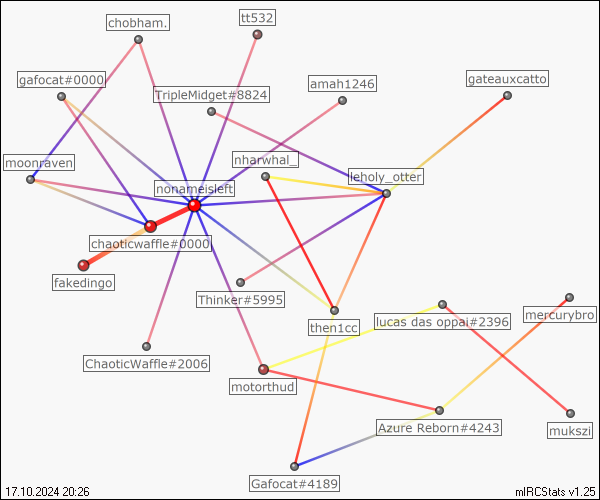 tt532
chobham.
gafocat#0000
amah1246
gateauxcatto
TripleMidget#8824
moonraven
nharwhal_
leholy_otter
nonameisleft
chaoticwaffle#0000
fakedingo
Thinker#5995
then1cc
lucas das oppai#2396
mercurybro
ChaoticWaffle#2006
motorthud
Azure Reborn#4243
mukszi
Gafocat#4189
17.10.2024 20:26
mIRCStats v1.25